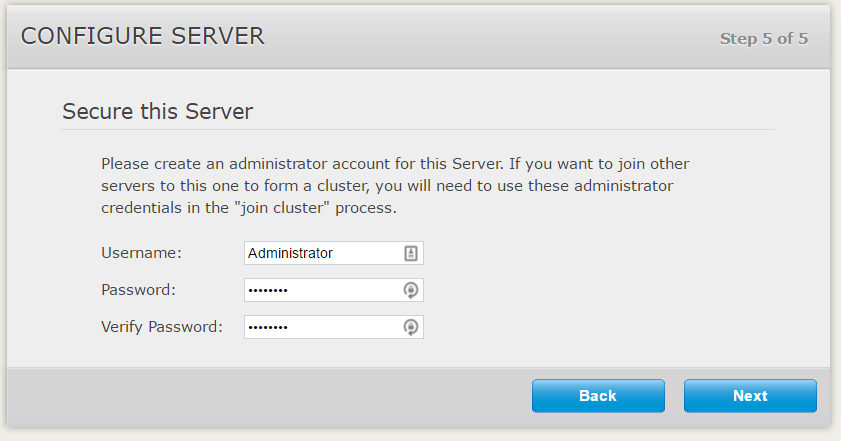 CONFIGURE SERVER
Step 5 of 5
Secure this Server
Please create an administrator account for this Server. If you want to join other
servers to this one to form a cluster, you will need to use these administrator
credentials in the "join cluster" process.
Username: Administrator
Password: ••••••••
Verify Password: ••••••••
Back Next